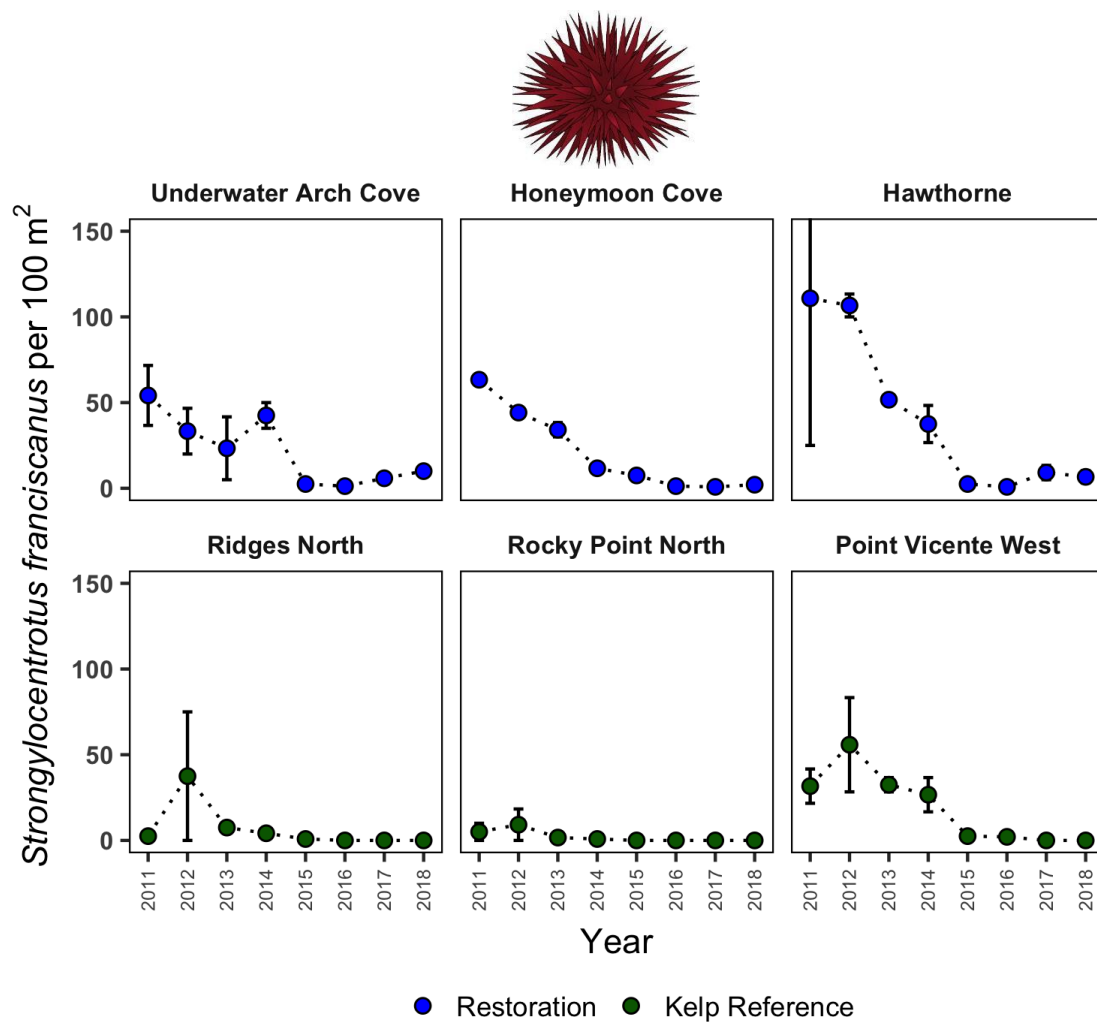 Underwater Arch Cove Honeymoon Cove Hawthorne
Strongylocentrotus franciscanus per 100 m²
150
100
50
0
Ridges North Rocky Point North Point Vicente West
150
100
50
0
2011 2012 2013 2014 2015 2016 2017 2018 2011 2012 2013 2014 2015 2016 2017 2018 2011 2012 2013 2014 2015 2016 2017 2018
Year
Restoration Kelp Reference